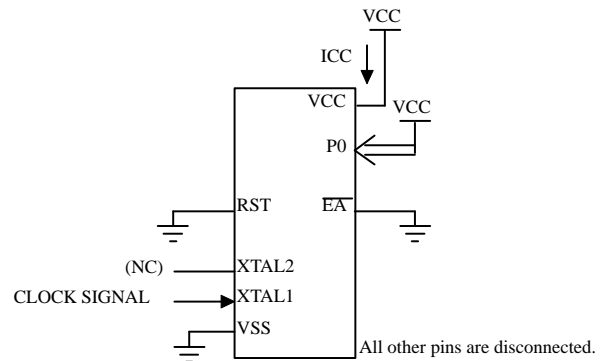 VCC
ICC
VCC
VCC
P0
RST
EA
(NC)
XTAL2
CLOCK SIGNAL
XTAL1
VSS
All other pins are disconnected.